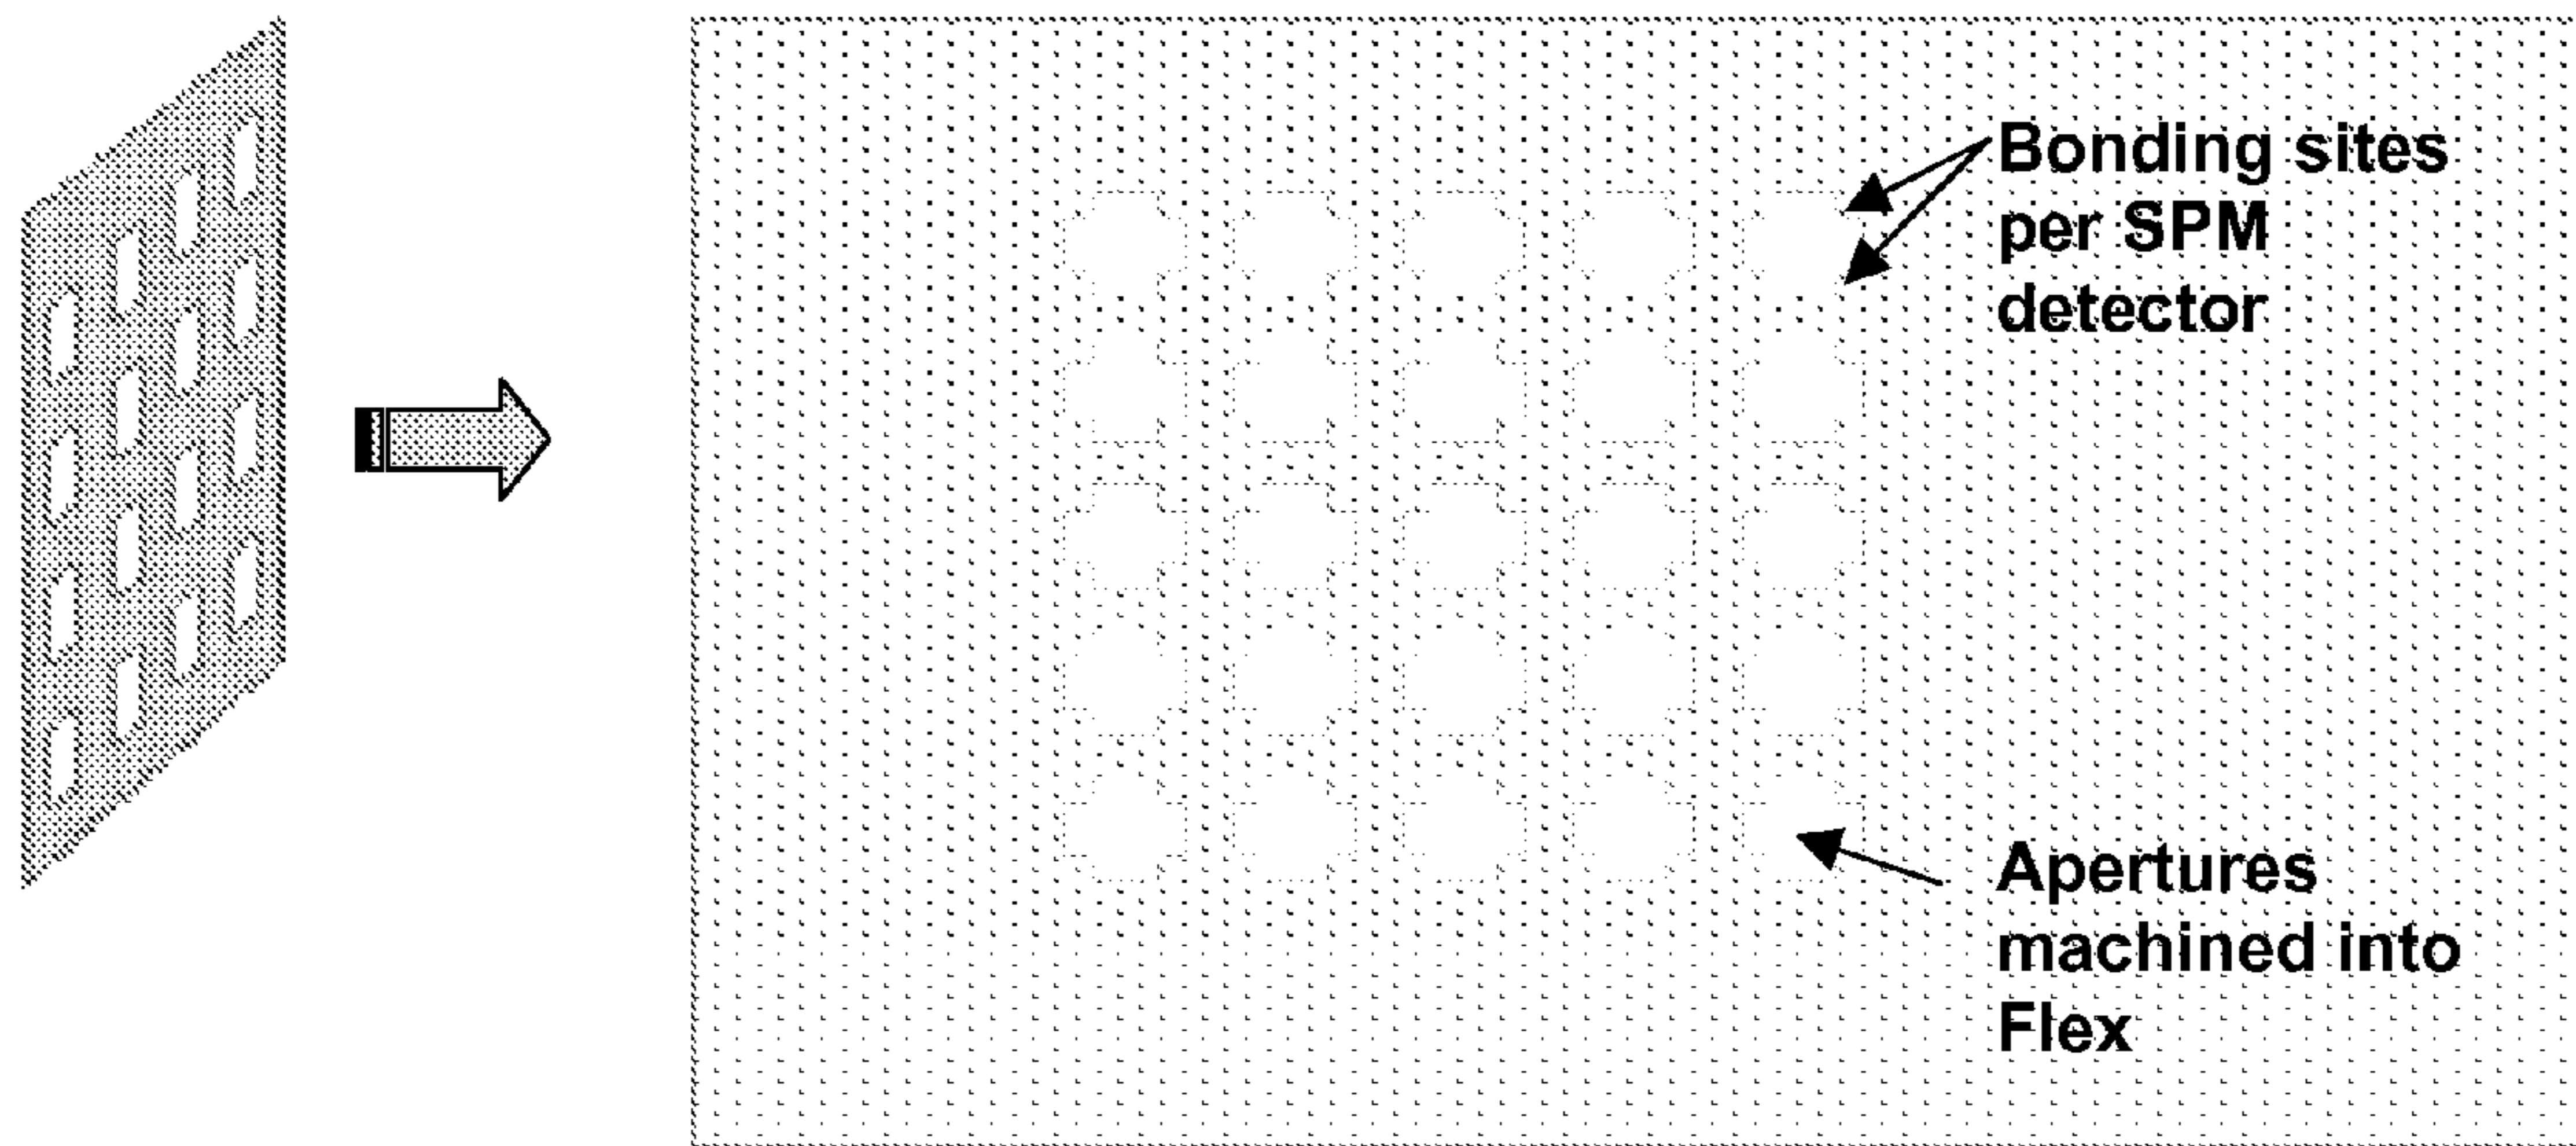 Bonding sites
per SPM
detector
Apertures
machined into
Flex